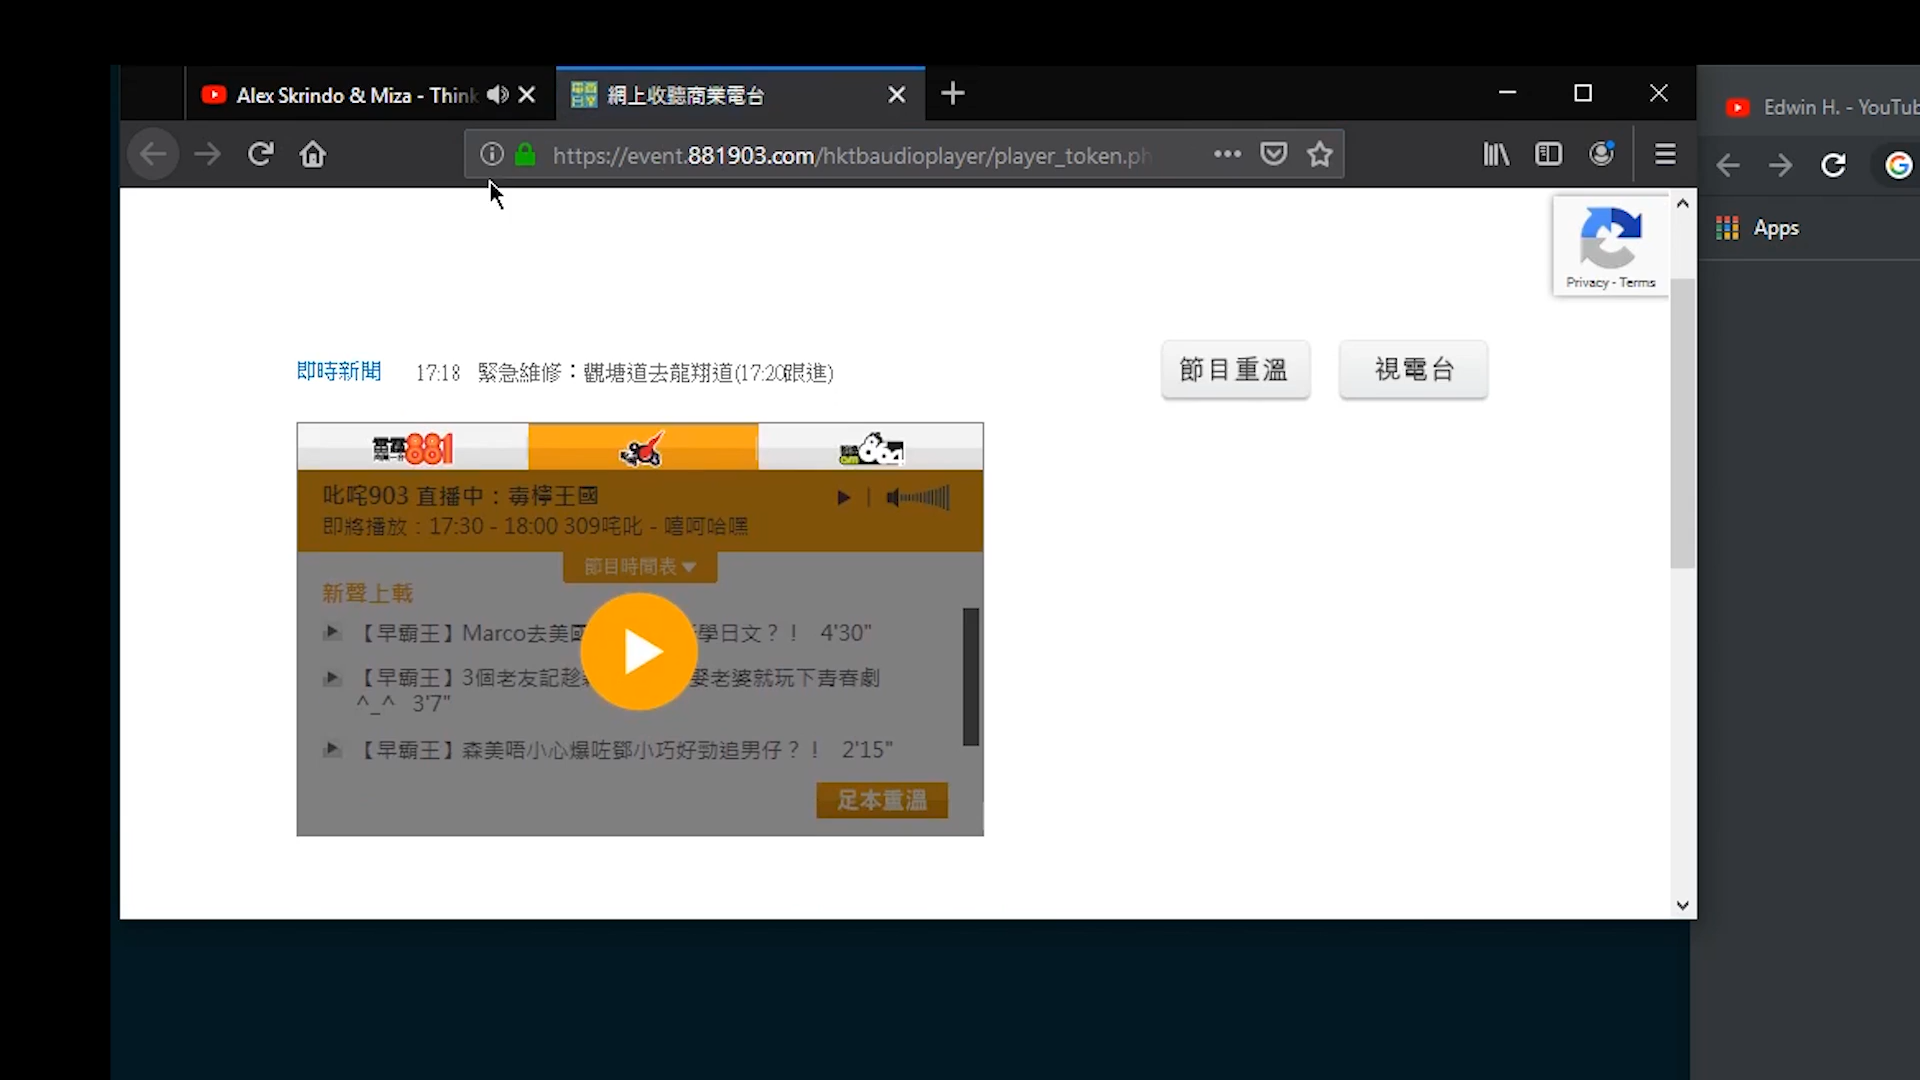 Alex Skrindo & Miza - Think
網上收聽商業電台
Edwin H. - YouTub
https://event.881903.com/hktbaudioplayer/player_token.ph
Apps
Privacy - Terms
即時新聞 17:18 緊急維修：觀塘道去龍翔道(17:20跟進)
節目重溫 視電台
881 864
叱咤903 直播中：毒檸王國
即將播放：17:30 - 18:00 309咤叱 - 嘻呵哈嘿
節目時間表
新聲上載
【早霸王】Marco去美國 學日文？！ 4'30"
【早霸王】3個老友記趁 娶老婆就玩下青春劇
^_^ 3'7"
【早霸王】森美唔小心爆咗鄧小巧好勁追男仔？！ 2'15"
足本重溫